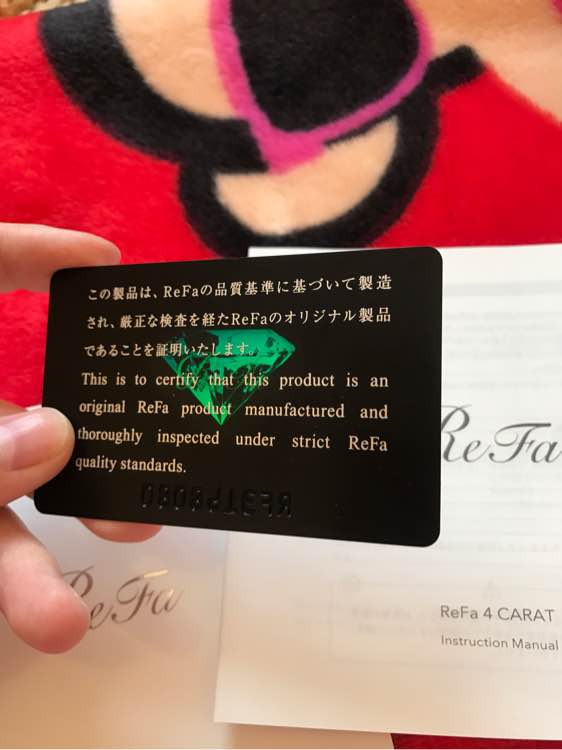 この製品は、ReFaの品質基準に基づいて製造
され、厳正な検査を経たReFaのオリジナル製品
であることを証明いたします。
This is to certify that this product is an
original ReFa product manufactured and
thoroughly inspected under strict ReFa
quality standards.
ReFa
ReFa
ReFa 4 CARAT
Instruction Manual